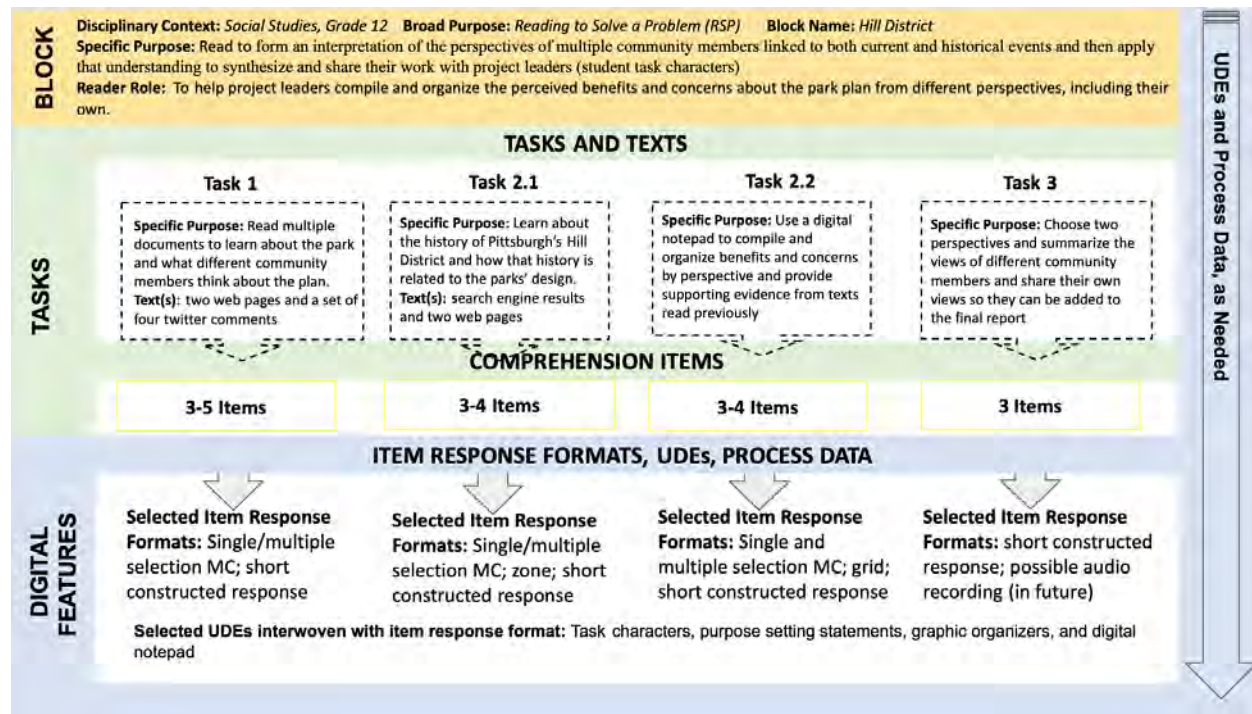 Disciplinary Context: Social Studies, Grade 12 Broad Purpose: Reading to Solve a Problem (RSP) Block Name: Hill District
Specific Purpose: Read to form an interpretation of the perspectives of multiple community members linked to both current and historical events and then apply
that understanding to synthesize and share their work with project leaders (student task characters)
Reader Role: To help project leaders compile and organize the perceived benefits and concerns about the park plan from different perspectives, including their
own.
BLOCK
TASKS AND TEXTS
TASKS
Task 1
Specific Purpose: Read multiple
documents to learn about the park
and what different community
members think about the plan.
Text(s): two web pages and a set of
four twitter comments
Task 2.1
Specific Purpose: Learn about
the history of Pittsburgh's Hill
District and how that history is
related to the parks' design.
Text(s): search engine results
and two web pages
Task 2.2
Specific Purpose: Use a digital
notepad to compile and
organize benefits and concerns
by perspective and provide
supporting evidence from texts
read previously
Task 3
Specific Purpose: Choose two
perspectives and summarize the
views of different community
members and share their own
views so they can be added to
the final report
COMPREHENSION ITEMS
3-5 Items
3-4 Items
3-4 Items
3 Items
ITEM RESPONSE FORMATS, UDEs, PROCESS DATA
DIGITAL
FEATURES
Selected Item Response
Formats: Single/multiple
selection MC; short
constructed response
Selected Item Response
Formats: Single/multiple
selection MC; zone; short
constructed response
Selected Item Response
Formats: Single and
multiple selection MC; grid;
short constructed response
Selected Item Response
Formats: short constructed
response; possible audio
recording (in future)
Selected UDEs interwoven with item response format: Task characters, purpose setting statements, graphic organizers, and digital
notepad
UDEs and Process Data, as Needed